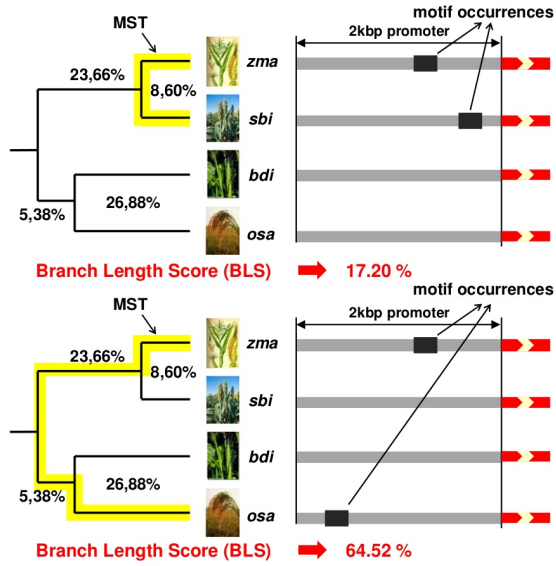 motif occurrences
MST
2kbp promoter
23,66%
zma
8,60%
sbi
bdi
26,88%
5,38%
osa
Branch Length Score (BLS) 17.20 %
motif occurrences
MST
2kbp promoter
23,66%
zma
8,60%
sbi
bdi
26,88%
5,38%
osa
Branch Length Score (BLS) 64.52 %